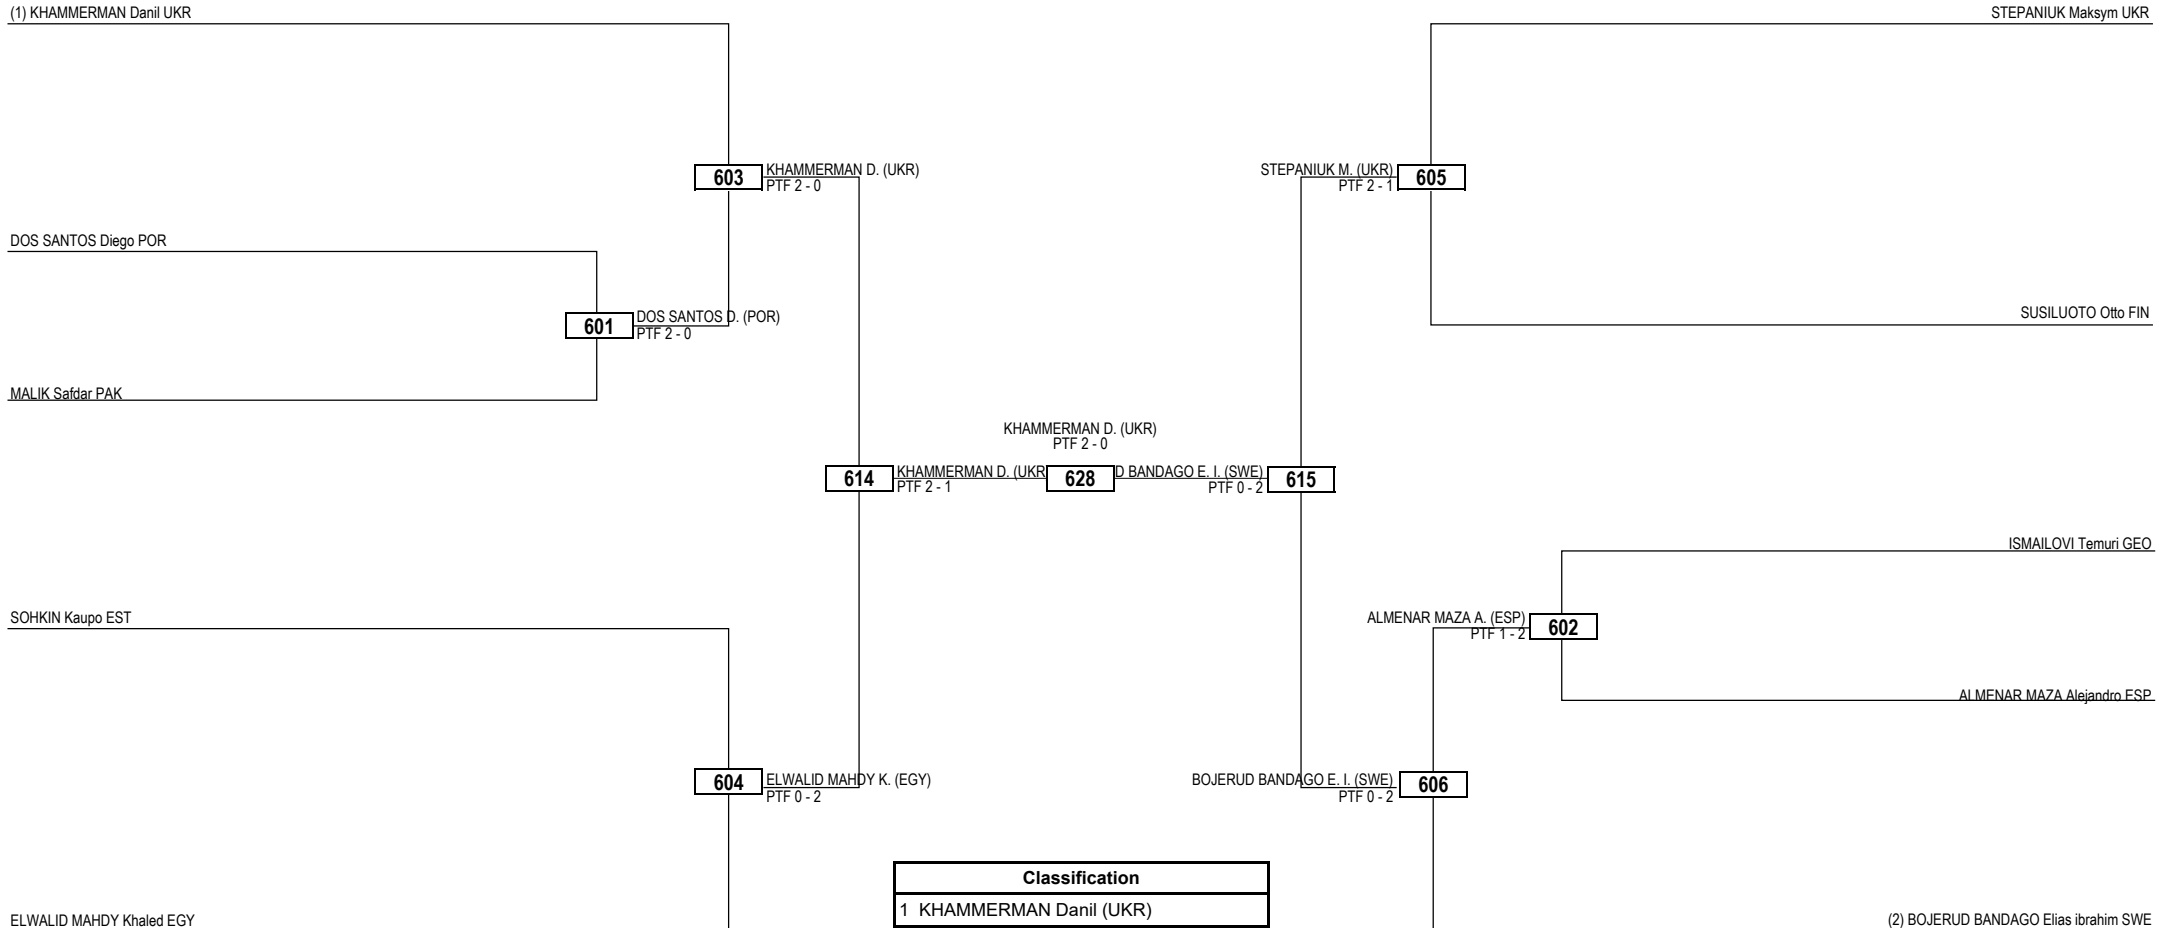 (1) KHAMMERMAN Danil UKR
STEPANIUK Maksym UKR
603
KHAMMERMAN D. (UKR)
PTF 2 - 0
STEPANIUK M. (UKR)
PTF 2 - 1
605
DOS SANTOS Diego POR
601
DOS SANTOS D. (POR)
PTF 2 - 0
SUSILUOTO Otto FIN
MALIK Safdar PAK
KHAMMERMAN D. (UKR)
PTF 2 - 0
614
KHAMMERMAN D. (UKR
PTF 2 - 1
628
D BANDAGO E. I. (SWE)
PTF 0 - 2
615
ISMAILOVI Temuri GEO
SOHKIN Kaupo EST
ALMENAR MAZA A. (ESP)
PTF 1 - 2
602
ALMENAR MAZA Alejandro ESP
604
ELWALID MAHDY K. (EGY)
PTF 0 - 2
BOJERUD BANDAGO E. I. (SWE)
PTF 0 - 2
606
Classification
1 KHAMMERMAN Danil (UKR)
ELWALID MAHDY Khaled EGY
(2) BOJERUD BANDAGO Elias ibrahim SWE